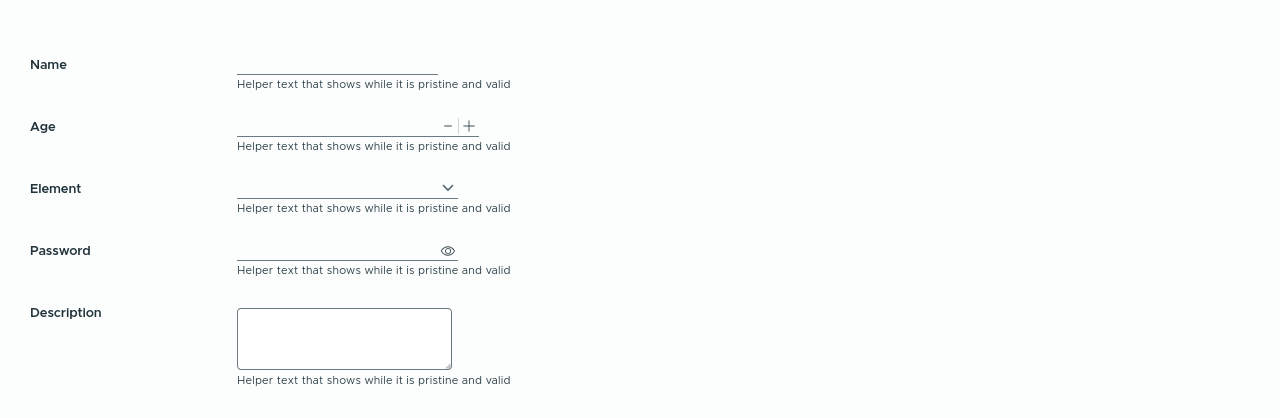 Name
Helper text that shows while it is pristine and valid
Age
Helper text that shows while it is pristine and valid
Element
Helper text that shows while it is pristine and valid
Password
Helper text that shows while it is pristine and valid
Description
Helper text that shows while it is pristine and valid